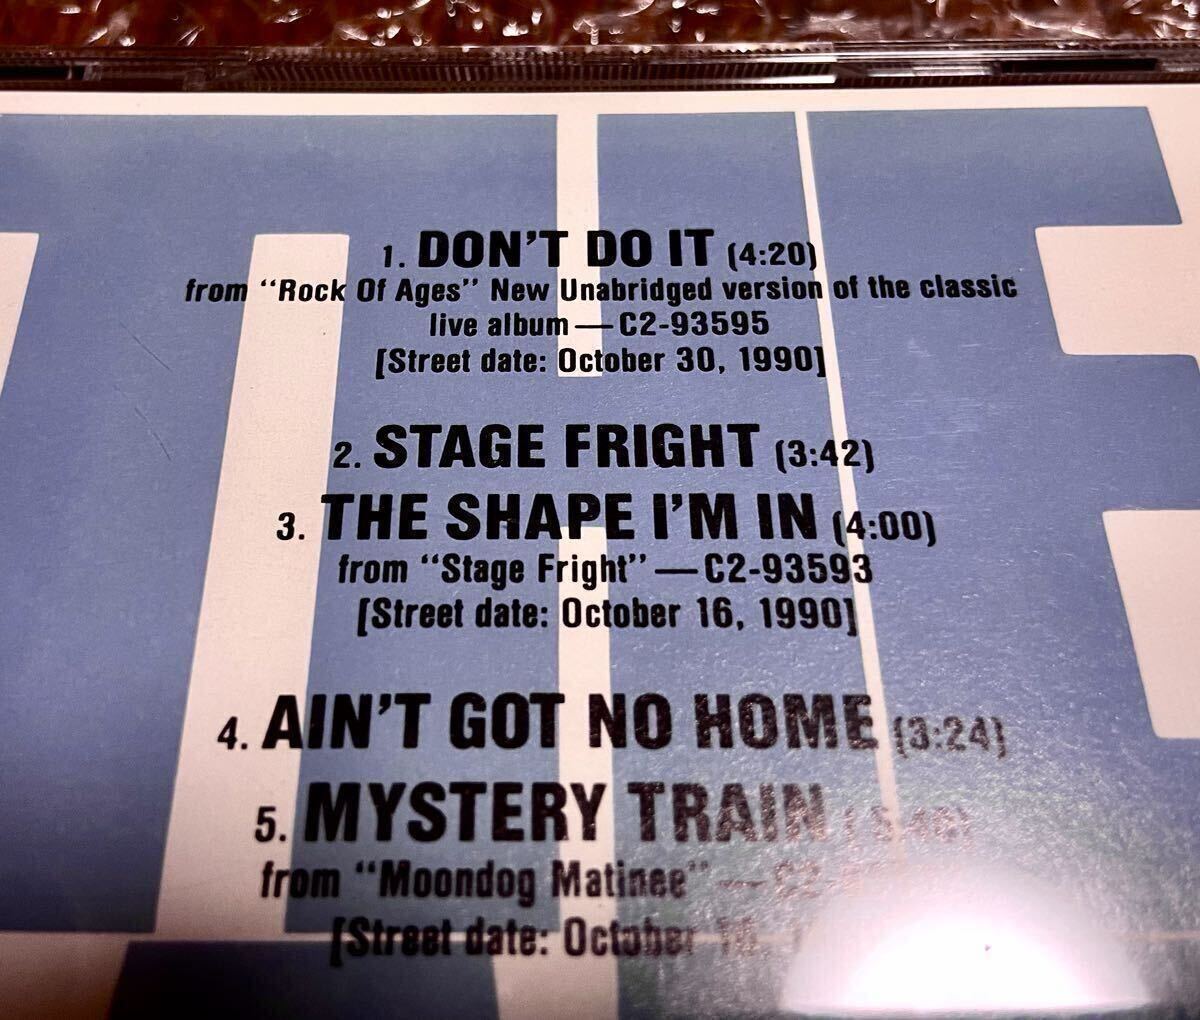 1. DON'T DO IT (4:20)
from "Rock Of Ages" New Unabridged version of the classic
live album—C2-93595
[Street date: October 30, 1990]
2. STAGE FRIGHT (3:42)
3. THE SHAPE I'M IN (4:00)
from "Stage Fright"—C2-93593
[Street date: October 16, 1990]
4. AIN'T GOT NO HOME (3:24)
5. MYSTERY TRAIN
from "Moondog Matinee"—
[Street date: October